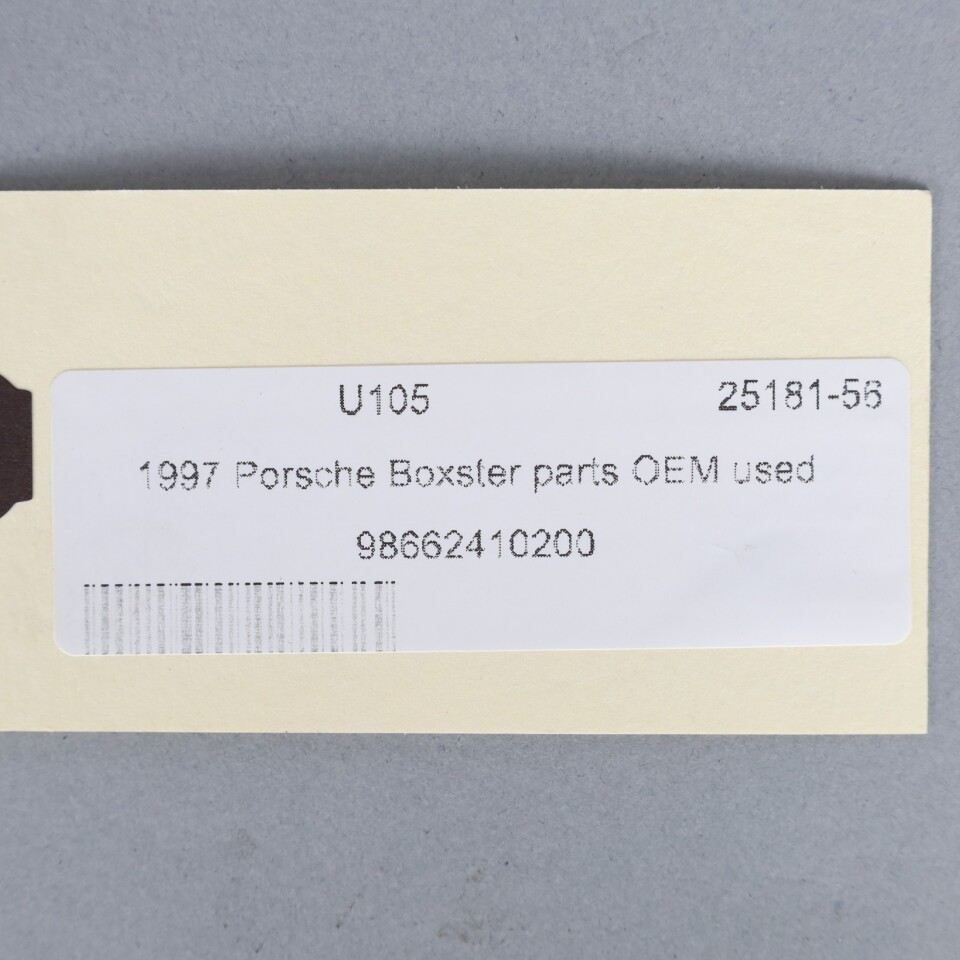 U105 25181-56
1997 Porsche Boxster parts OEM used
98662410200